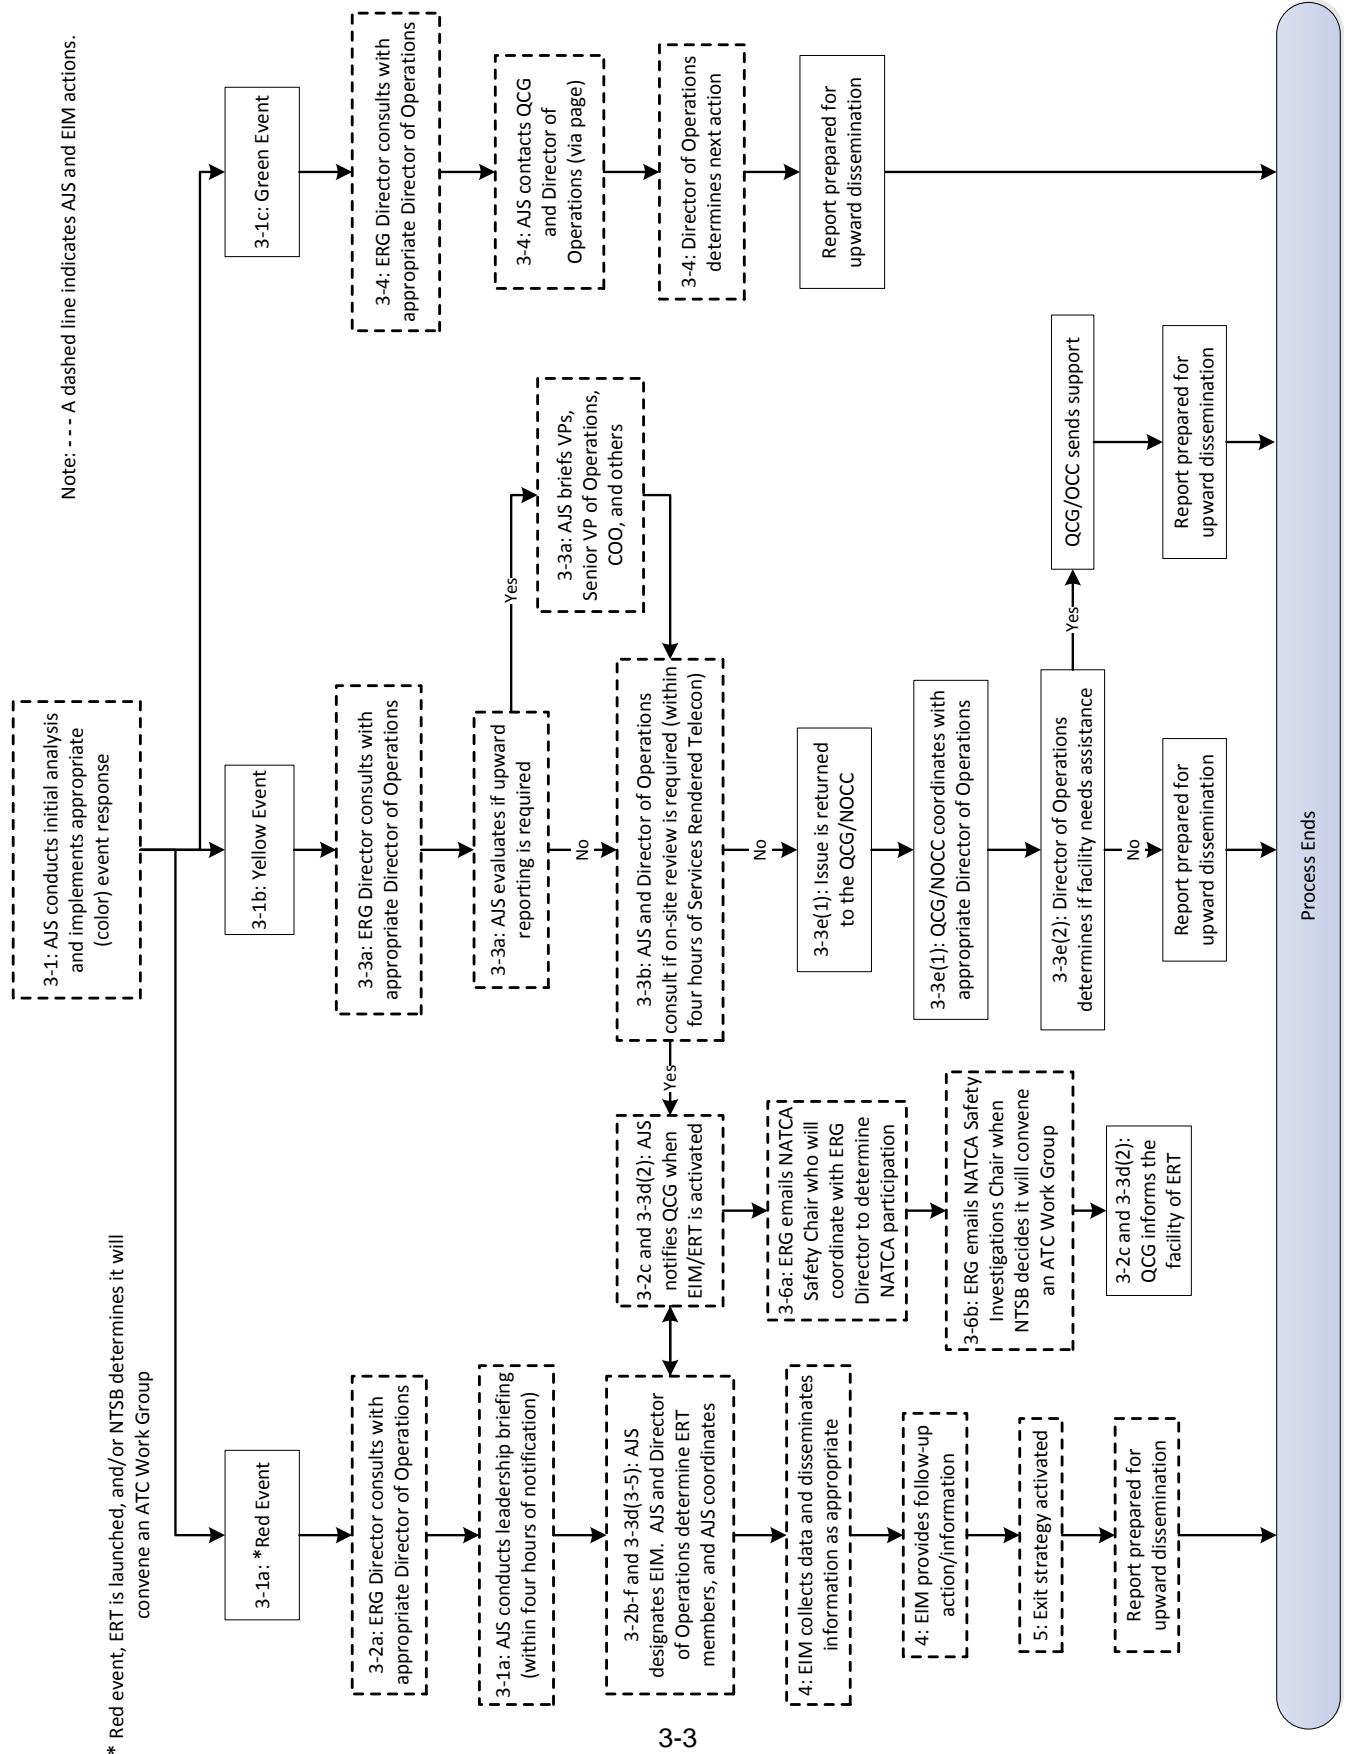 * Red event, ERT is launched, and/or NTSB determines it will
convene an ATC Work Group
Note: - - - A dashed line indicates AJS and EIM actions.
3-1: AJS conducts initial analysis
and implements appropriate
(color) event response
3-1a: *Red Event
3-2a: ERG Director consults with
appropriate Director of Operations
3-1a: AJS conducts leadership briefing
(within four hours of notification)
3-2b-f and 3-3d(3-5): AJS
designates EIM. AJS and Director
of Operations determine ERT
members, and AJS coordinates
4: EIM collects data and disseminates
information as appropriate
4: EIM provides follow-up
action/information
5: Exit strategy activated
Report prepared for
upward dissemination
3-2c and 3-3d(2): AJS
notifies QCG when
EIM/ERT is activated
3-6a: ERG emails NATCA
Safety Chair who will
coordinate with ERG
Director to determine
NATCA participation
3-6b: ERG emails NATCA Safety
Investigations Chair when
NTSB decides it will convene
an ATC Work Group
3-2c and 3-3d(2):
QCG informs the
facility of ERT
3-1b: Yellow Event
3-3a: ERG Director consults with
appropriate Director of Operations
3-3a: AJS evaluates if upward
reporting is required
Yes
No
3-3a: AJS briefs VPs,
Senior VP of Operations,
COO, and others
3-3b: AJS and Director of Operations
consult if on-site review is required (within
four hours of Services Rendered Telecon)
Yes
No
3-3e(1): Issue is returned
to the QCG/NOCC
3-3e(1): QCG/NOCC coordinates with
appropriate Director of Operations
3-3e(2): Director of Operations
determines if facility needs assistance
Yes
No
QCG/OCC sends support
Report prepared for
upward dissemination
Report prepared for
upward dissemination
3-1c: Green Event
3-4: ERG Director consults with
appropriate Director of Operations
3-4: AJS contacts QCG
and Director of
Operations (via page)
3-4: Director of Operations
determines next action
Report prepared for
upward dissemination
Process Ends
3-3